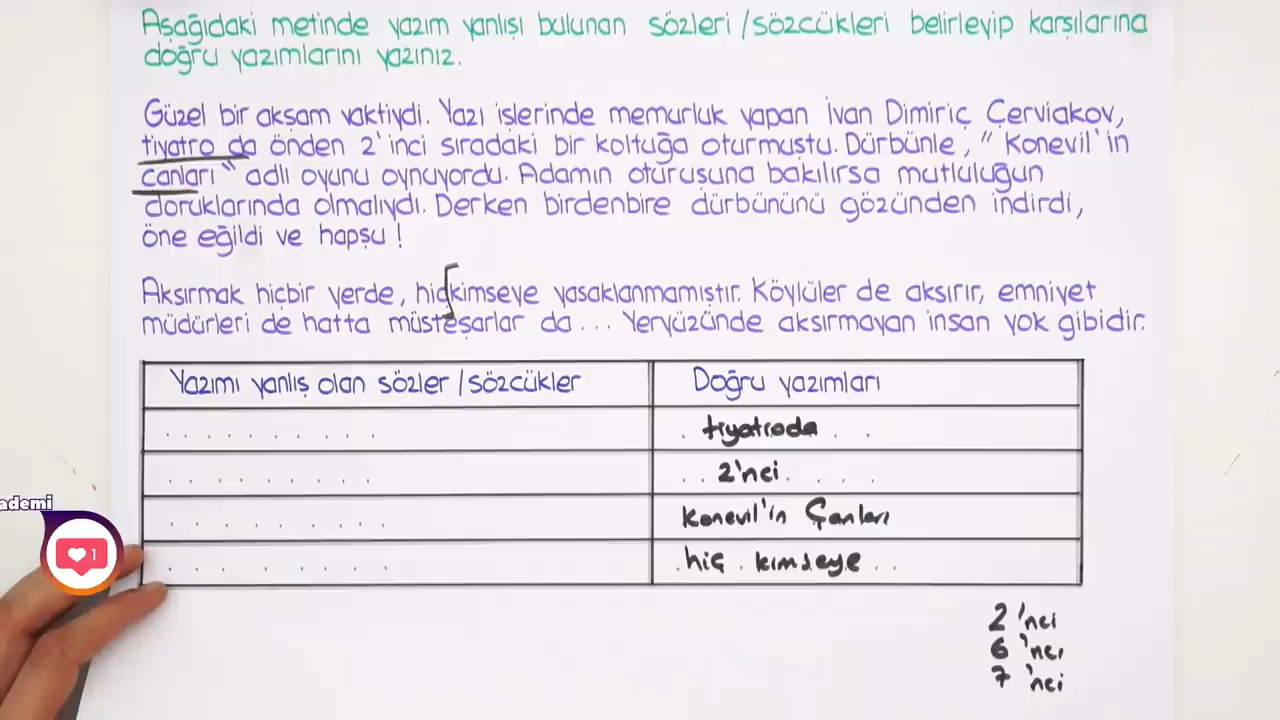 Aşağıdaki metinde yazım yanlışı bulunan sözleri / sözcükleri belirleyip karşılarına
doğru yazımlarını yazınız.
Güzel bir akşam vaktiydi. Yazı işlerinde memurluk yapan İvan Dimiriç Çerviakov,
tiyatro da önden 2'inci sıradaki bir koltuğa oturmuştu. Dürbünle, "Konevil'in
çanları" adlı oyunu oynuyordu. Adamın oturuşuna bakılırsa mutluluğun
doruklarında olmalıydı. Derken birdenbire dürbününü gözünden indirdi,
öne eğildi ve hapşu!
Aksırmak hiçbir yerde, hiçkimseye yasaklanmamıştır. Köylüler de aksırır, emniyet
müdürleri de hatta müsteşarlar da... Yeryüzünde aksırmayan insan yok gibidir.
Yazımı yanlış olan sözler / sözcükler Doğru yazımları
. . . . . . . . . . tiyatroda . .
. . . . . . . . . . . 2'nci. . . .
. . . . . . . . . Konevil'in Çanları
. . . . . . . . . . hiç . kimseye . .
ademi
1
2'nci
6'ncı
7'nci